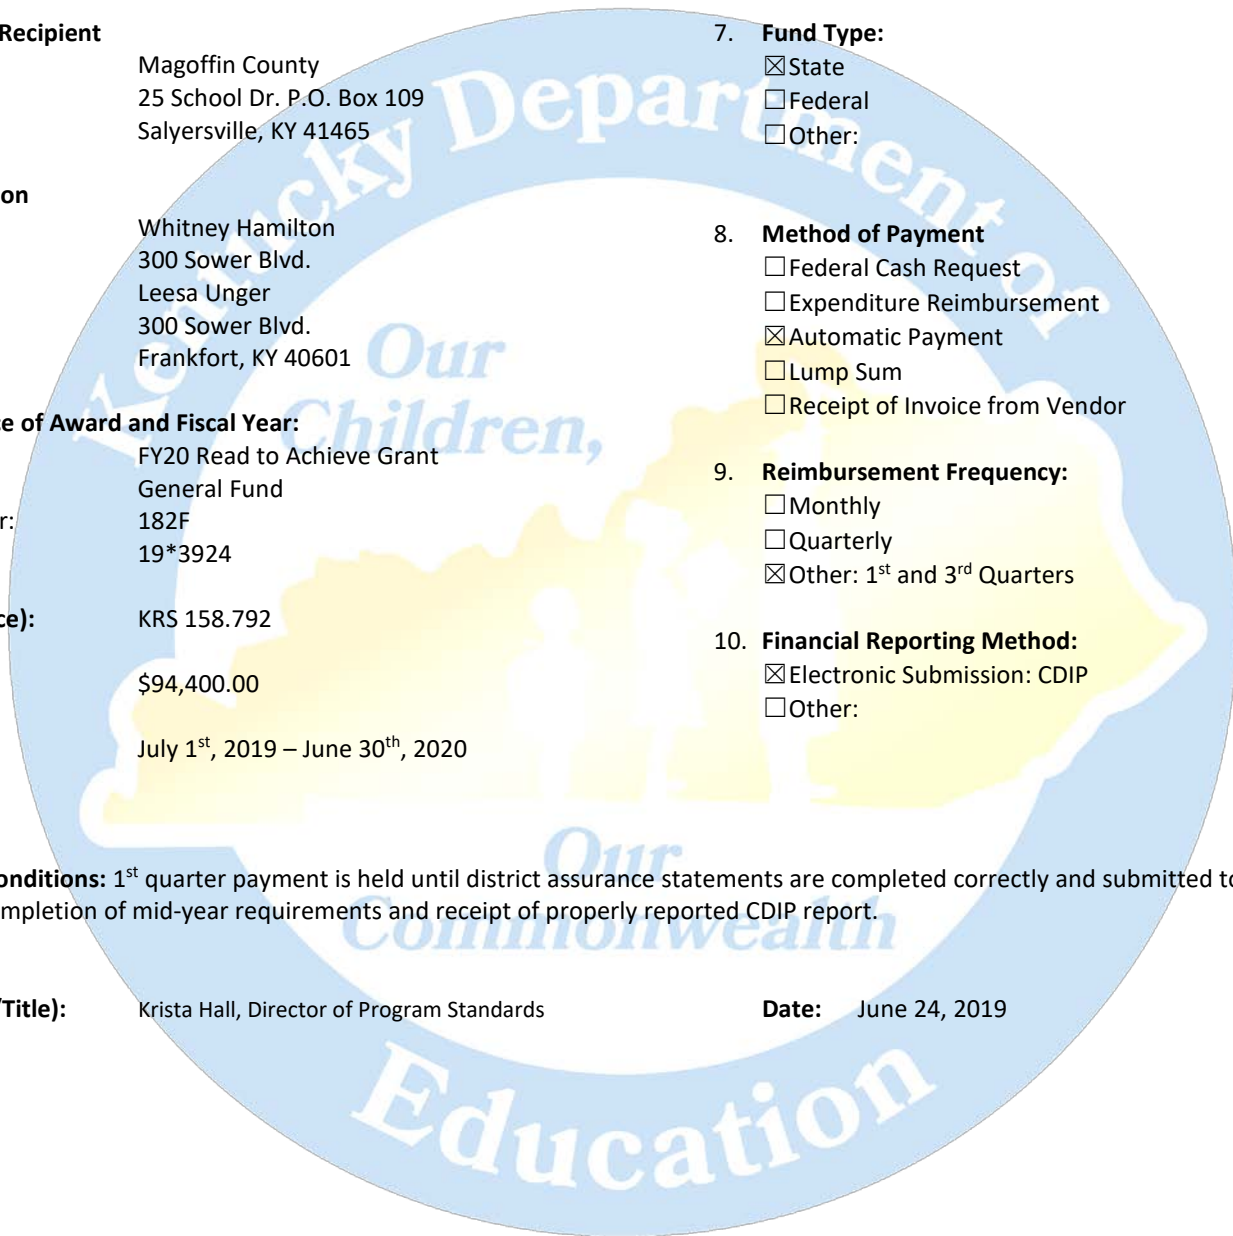 Recipient
Magoffin County
25 School Dr. P.O. Box 109
Salyersville, KY 41465
on
Whitney Hamilton
300 Sower Blvd.
Leesa Unger
300 Sower Blvd.
Frankfort, KY 40601
e of Award and Fiscal Year:
FY20 Read to Achieve Grant
General Fund
r: 182F
19*3924
ce): KRS 158.792
$94,400.00
July 1st, 2019 – June 30th, 2020
7. Fund Type:
☒State
☐Federal
☐Other:
8. Method of Payment
☐Federal Cash Request
☐Expenditure Reimbursement
☒Automatic Payment
☐Lump Sum
☐Receipt of Invoice from Vendor
9. Reimbursement Frequency:
☐Monthly
☐Quarterly
☒Other: 1st and 3rd Quarters
10. Financial Reporting Method:
☒Electronic Submission: CDIP
☐Other:
onditions: 1st quarter payment is held until district assurance statements are completed correctly and submitted to
mpletion of mid-year requirements and receipt of properly reported CDIP report.
/Title): Krista Hall, Director of Program Standards Date: June 24, 2019
Kentucky Department of
Education
Our
Children,
Our
Commonwealth